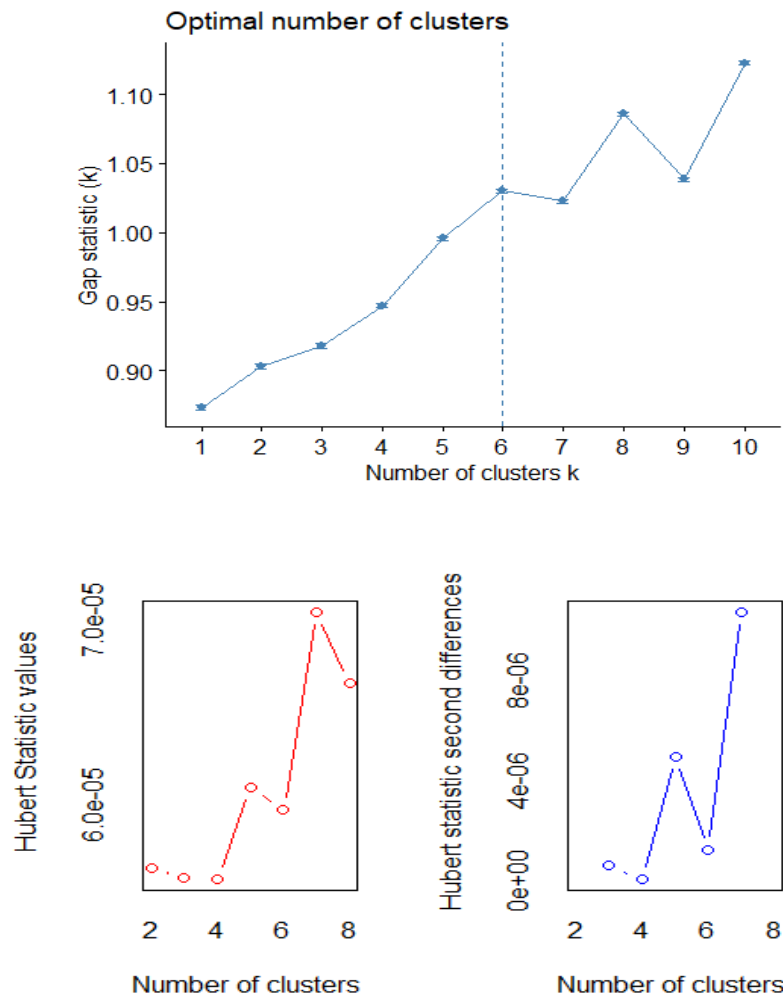 Optimal number of clusters
Gap statistic (k)
1.10
1.05
1.00
0.95
0.90
1 2 3 4 5 6 7 8 9 10
Number of clusters k
Hubert Statistic values
7.0e-05
6.0e-05
2 4 6 8
Number of clusters
Hubert statistic second differences
8e-06
4e-06
0e+00
2 4 6 8
Number of clusters